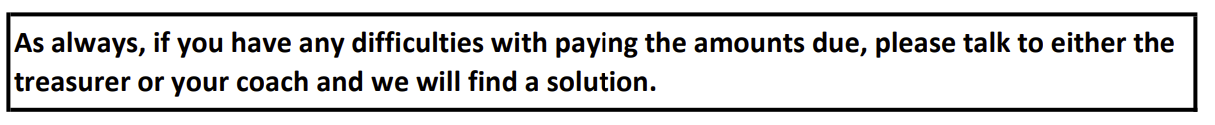 As always, if you have any difficulties with paying the amounts due, please talk to either the
treasurer or your coach and we will find a solution.